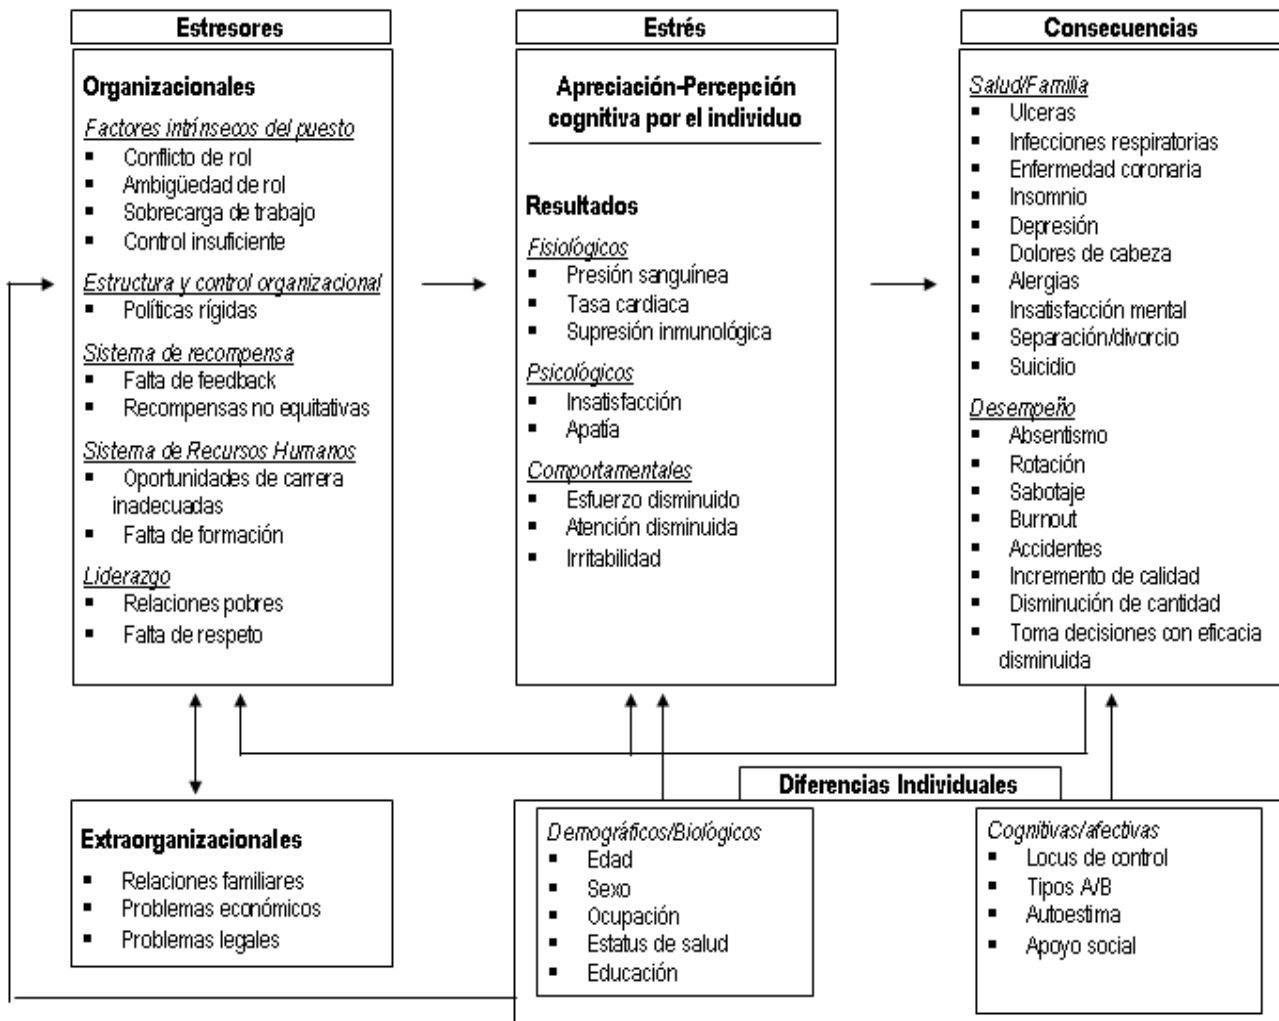 Estresores
Organizacionales
Factores intrínsecos del puesto
▪ Conflicto de rol
▪ Ambigüedad de rol
▪ Sobrecarga de trabajo
▪ Control insuficiente
Estructura y control organizacional
▪ Políticas rígidas
Sistema de recompensa
▪ Falta de feedback
▪ Recompensas no equitativas
Sistema de Recursos Humanos
▪ Oportunidades de carrera
inadecuadas
▪ Falta de formación
Liderazgo
▪ Relaciones pobres
▪ Falta de respeto
Estrés
Apreciación-Percepción
cognitiva por el individuo
Resultados
Fisiológicos
▪ Presión sanguínea
▪ Tasa cardiaca
▪ Supresión inmunológica
Psicológicos
▪ Insatisfacción
▪ Apatía
Comportamentales
▪ Esfuerzo disminuido
▪ Atención disminuida
▪ Irritabilidad
Consecuencias
Salud/Familia
▪ Ulceras
▪ Infecciones respiratorias
▪ Enfermedad coronaria
▪ Insomnio
▪ Depresión
▪ Dolores de cabeza
▪ Alergias
▪ Insatisfacción mental
▪ Separación/divorcio
▪ Suicidio
Desempeño
▪ Absentismo
▪ Rotación
▪ Sabotaje
▪ Burnout
▪ Accidentes
▪ Incremento de calidad
▪ Disminución de cantidad
▪ Toma decisiones con eficacia
disminuida
Extraorganizacionales
▪ Relaciones familiares
▪ Problemas económicos
▪ Problemas legales
Diferencias Individuales
Demográficos/Biológicos
▪ Edad
▪ Sexo
▪ Ocupación
▪ Estatus de salud
▪ Educación
Cognitivas/afectivas
▪ Locus de control
▪ Tipos A/B
▪ Autoestima
▪ Apoyo social